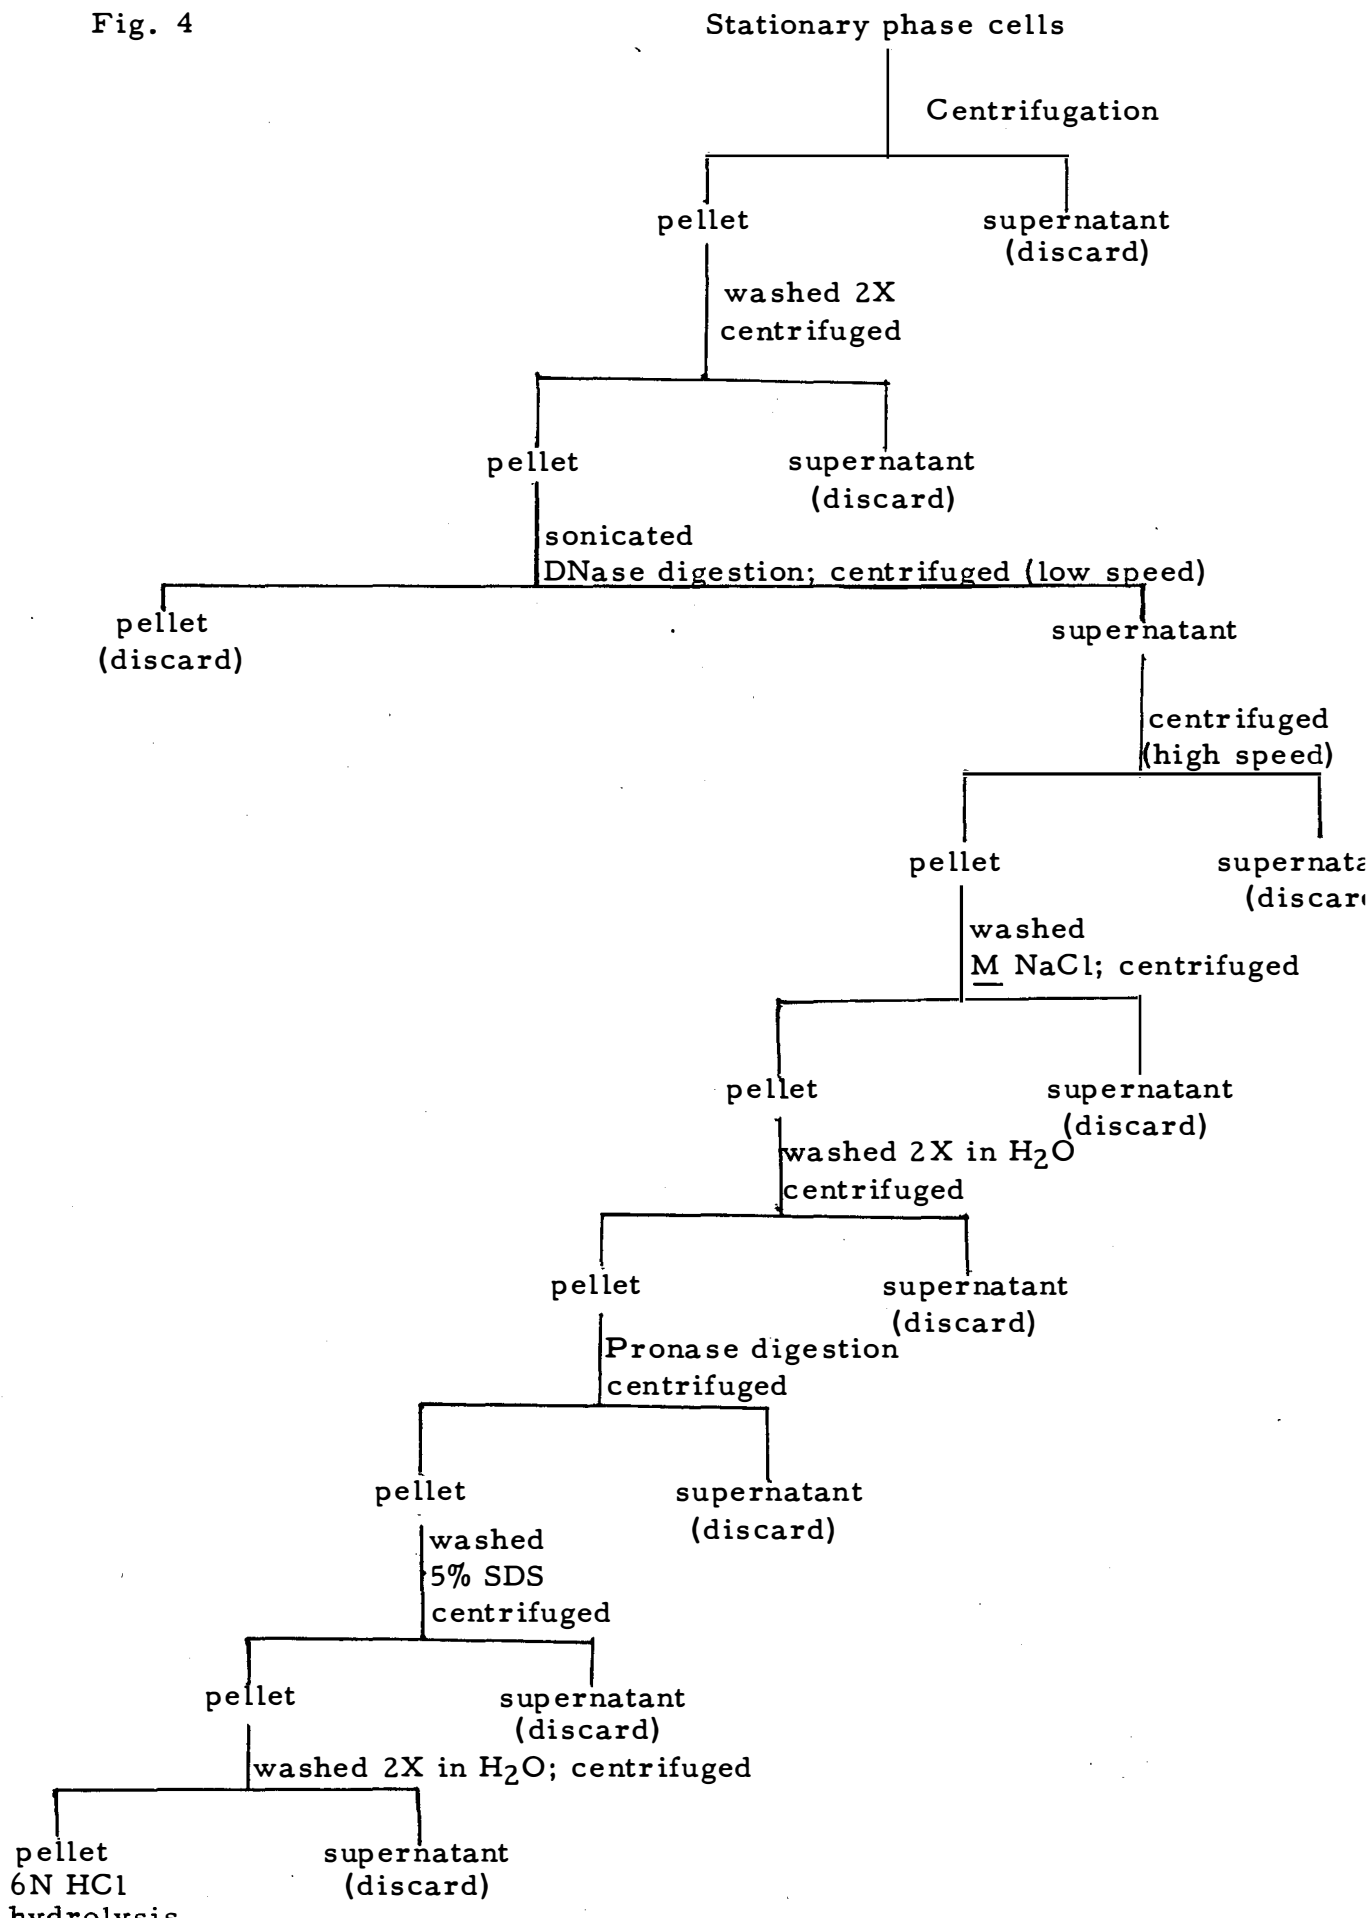 Fig. 4
Stationary phase cells
Centrifugation
pellet
supernatant
(discard)
washed 2X
centrifuged
pellet
supernatant
(discard)
sonicated
DNase digestion; centrifuged (low speed)
pellet
(discard)
supernatant
centrifuged
(high speed)
pellet
supernata
(discar
washed
M NaCl; centrifuged
pellet
supernatant
(discard)
washed 2X in H2O
centrifuged
pellet
supernatant
(discard)
Pronase digestion
centrifuged
pellet
supernatant
(discard)
washed
5% SDS
centrifuged
pellet
supernatant
(discard)
washed 2X in H2O; centrifuged
pellet
6N HCl
hydrolysis
supernatant
(discard)